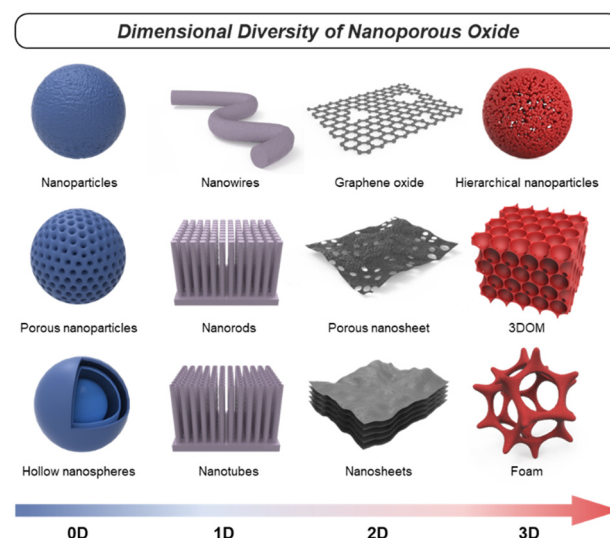 Dimensional Diversity of Nanoporous Oxide
Nanoparticles
Nanowires
Graphene oxide
Hierarchical nanoparticles
Porous nanoparticles
Nanorods
Porous nanosheet
3DOM
Hollow nanospheres
Nanotubes
Nanosheets
Foam
0D
1D
2D
3D